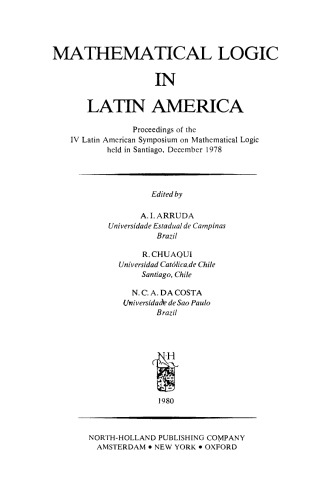 MATHEMATICAL LOGIC
IN
LATIN AMERICA
Proceedings of the
IV Latin American Symposium on Mathematical Logic
held in Santiago, December 1978
Edited by
A. I. ARRUDA
Universidade Estadual de Campinas
Brazil
R. CHUAQUI
Universidad Católica, de Chile
Santiago, Chile
N. C. A. DA COSTA
Universidade de Sao Paulo
Brazil
N·H
1980
NORTH-HOLLAND PUBLISHING COMPANY
AMSTERDAM • NEW YORK • OXFORD